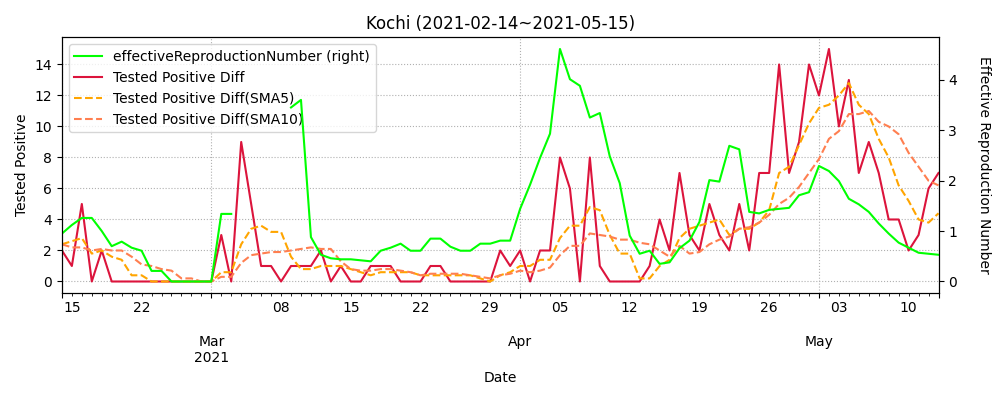 Kochi (2021-02-14~2021-05-15)
effectiveReproductionNumber (right)
Tested Positive Diff
Tested Positive Diff(SMA5)
Tested Positive Diff(SMA10)
Tested Positive
14
12
10
8
6
4
2
0
Effective Reproduction Number
4
3
2
1
0
15 22 08 15 22 29 05 12 19 26 03 10
Mar Apr May
2021
Date